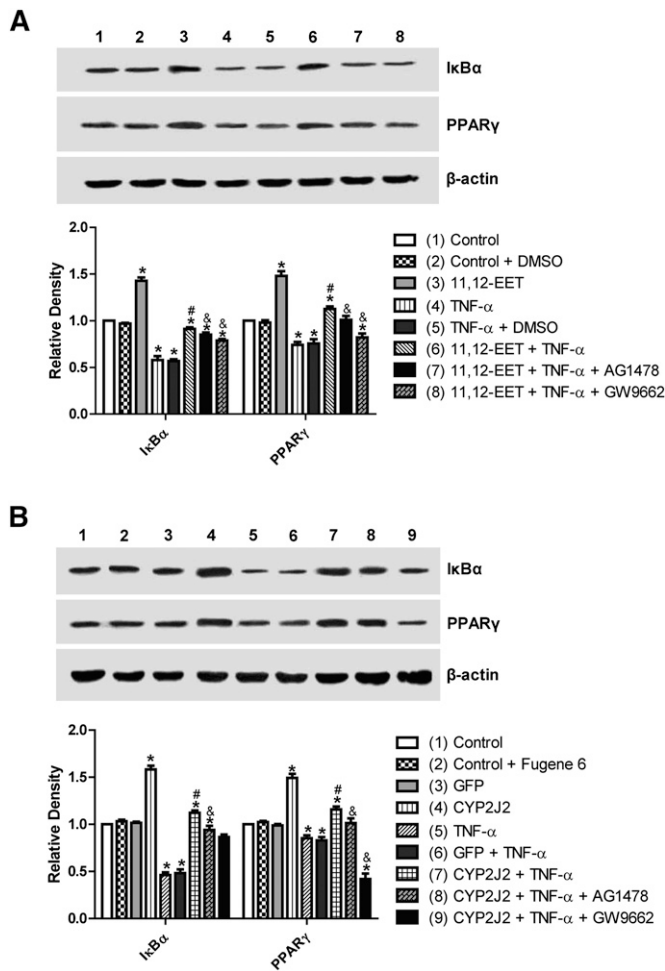 A
1 2 3 4 5 6 7 8
IκBα
PPARγ
β-actin
Relative Density
2.0
1.5
1.0
0.5
0.0
* * * # * & * & *
* * * # * & & *
IκBα PPARγ
(1) Control
(2) Control + DMSO
(3) 11,12-EET
(4) TNF-α
(5) TNF-α + DMSO
(6) 11,12-EET + TNF-α
(7) 11,12-EET + TNF-α + AG1478
(8) 11,12-EET + TNF-α + GW9662
B
1 2 3 4 5 6 7 8 9
IκBα
PPARγ
β-actin
Relative Density
2.0
1.5
1.0
0.5
0.0
* * * # * & *
* * * # * & & *
IκBα PPARγ
(1) Control
(2) Control + Fugene 6
(3) GFP
(4) CYP2J2
(5) TNF-α
(6) GFP + TNF-α
(7) CYP2J2 + TNF-α
(8) CYP2J2 + TNF-α + AG1478
(9) CYP2J2 + TNF-α + GW9662